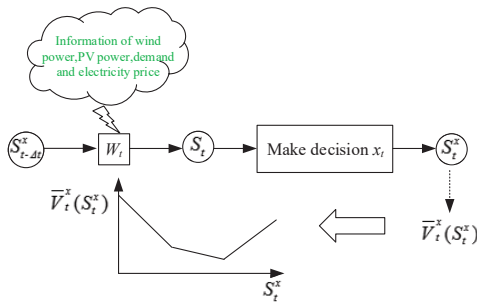 Information of wind
power,PV power,demand
and electricity price
S^x_{t-Δt}
W_t
S_t
Make decision x_t
S^x_t
V̅^x_t(S^x_t)
V̅^x_t(S^x_t)
S^x_t